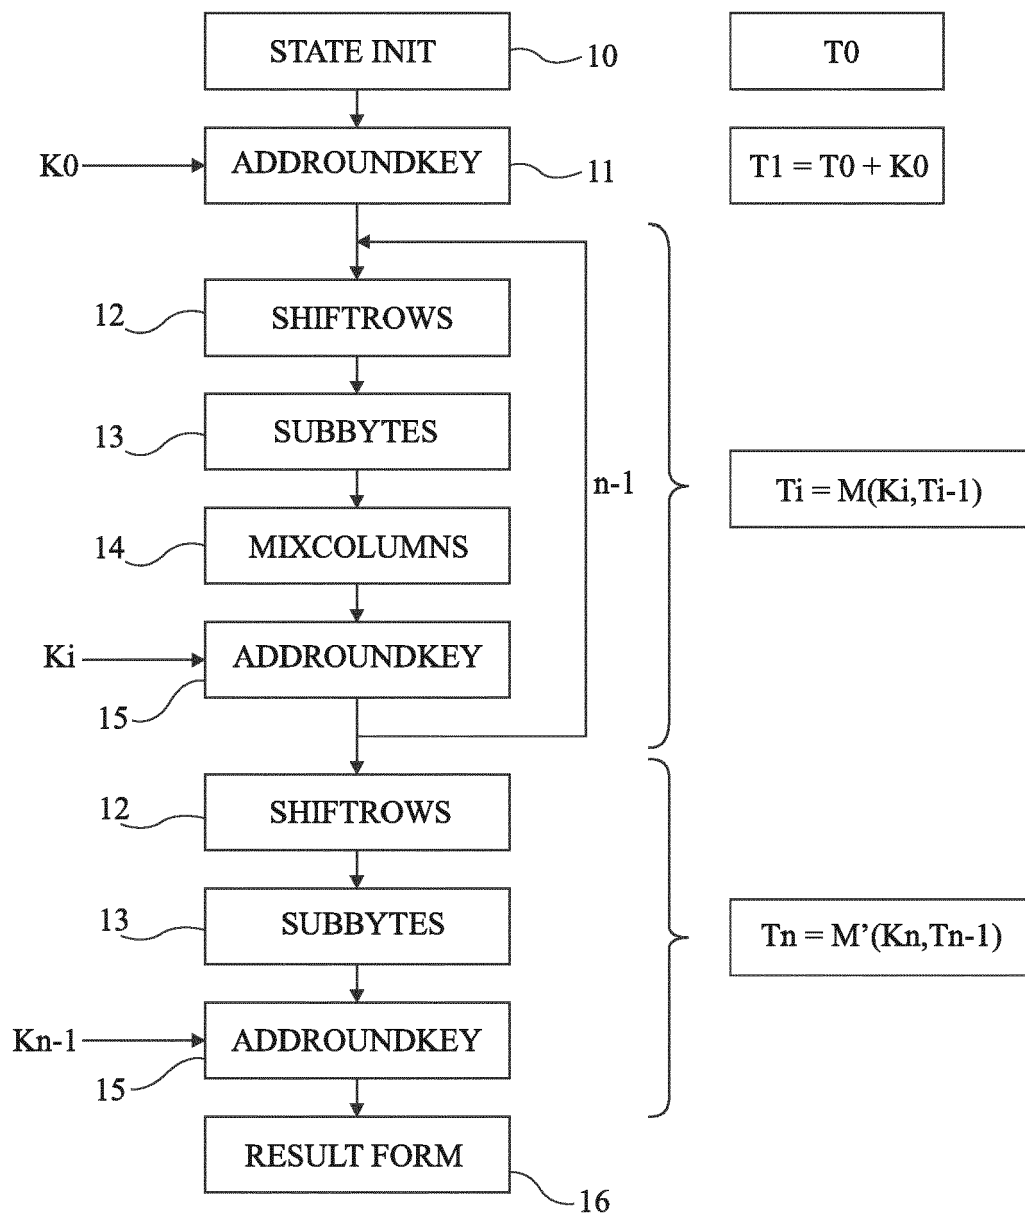 STATE INIT
10
T0
K0
ADDROUNDKEY
11
T1 = T0 + K0
12
SHIFTROWS
13
SUBBYTES
n-1
Ti = M(Ki,Ti-1)
14
MIXCOLUMNS
Ki
ADDROUNDKEY
15
12
SHIFTROWS
13
SUBBYTES
Tn = M’(Kn,Tn-1)
Kn-1
ADDROUNDKEY
15
RESULT FORM
16